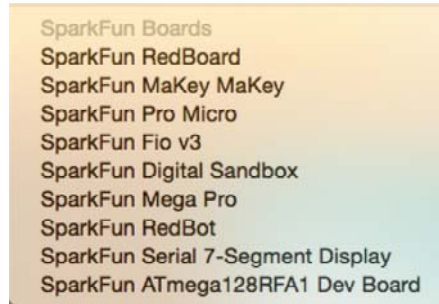 SparkFun Boards
SparkFun RedBoard
SparkFun MaKey MaKey
SparkFun Pro Micro
SparkFun Fio v3
SparkFun Digital Sandbox
SparkFun Mega Pro
SparkFun RedBot
SparkFun Serial 7-Segment Display
SparkFun ATmega128RFA1 Dev Board